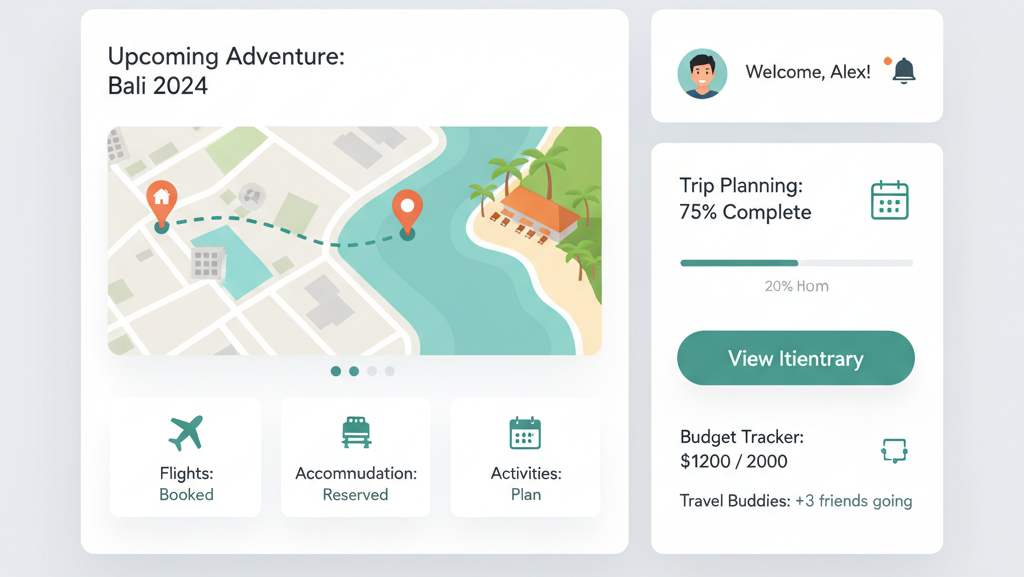 Upcoming Adventure:
Bali 2024
Flights:
Booked
Accomnudation:
Reserved
Activities:
Plan
Welcome, Alex!
Trip Planning:
75% Complete
20% Hom
View Itientrary
Budget Tracker:
$1200 / 2000
Travel Buddies: +3 friends going